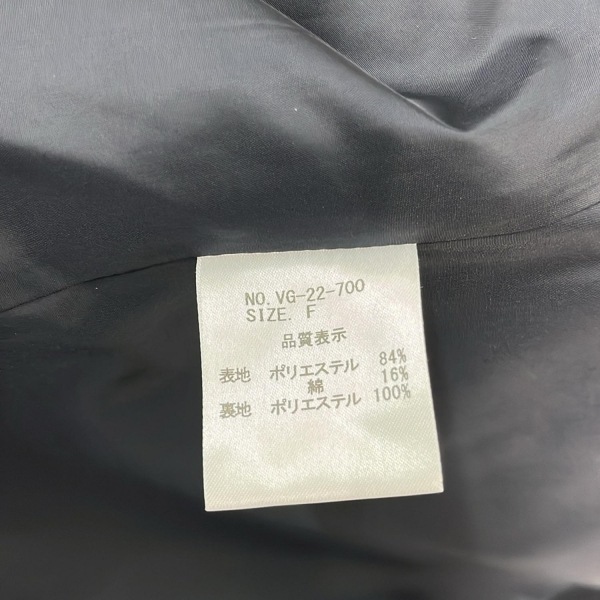 NO.VG-22-700
SIZE. F
品質表示
表地 ポリエステル 84%
綿 16%
裏地 ポリエステル 100%